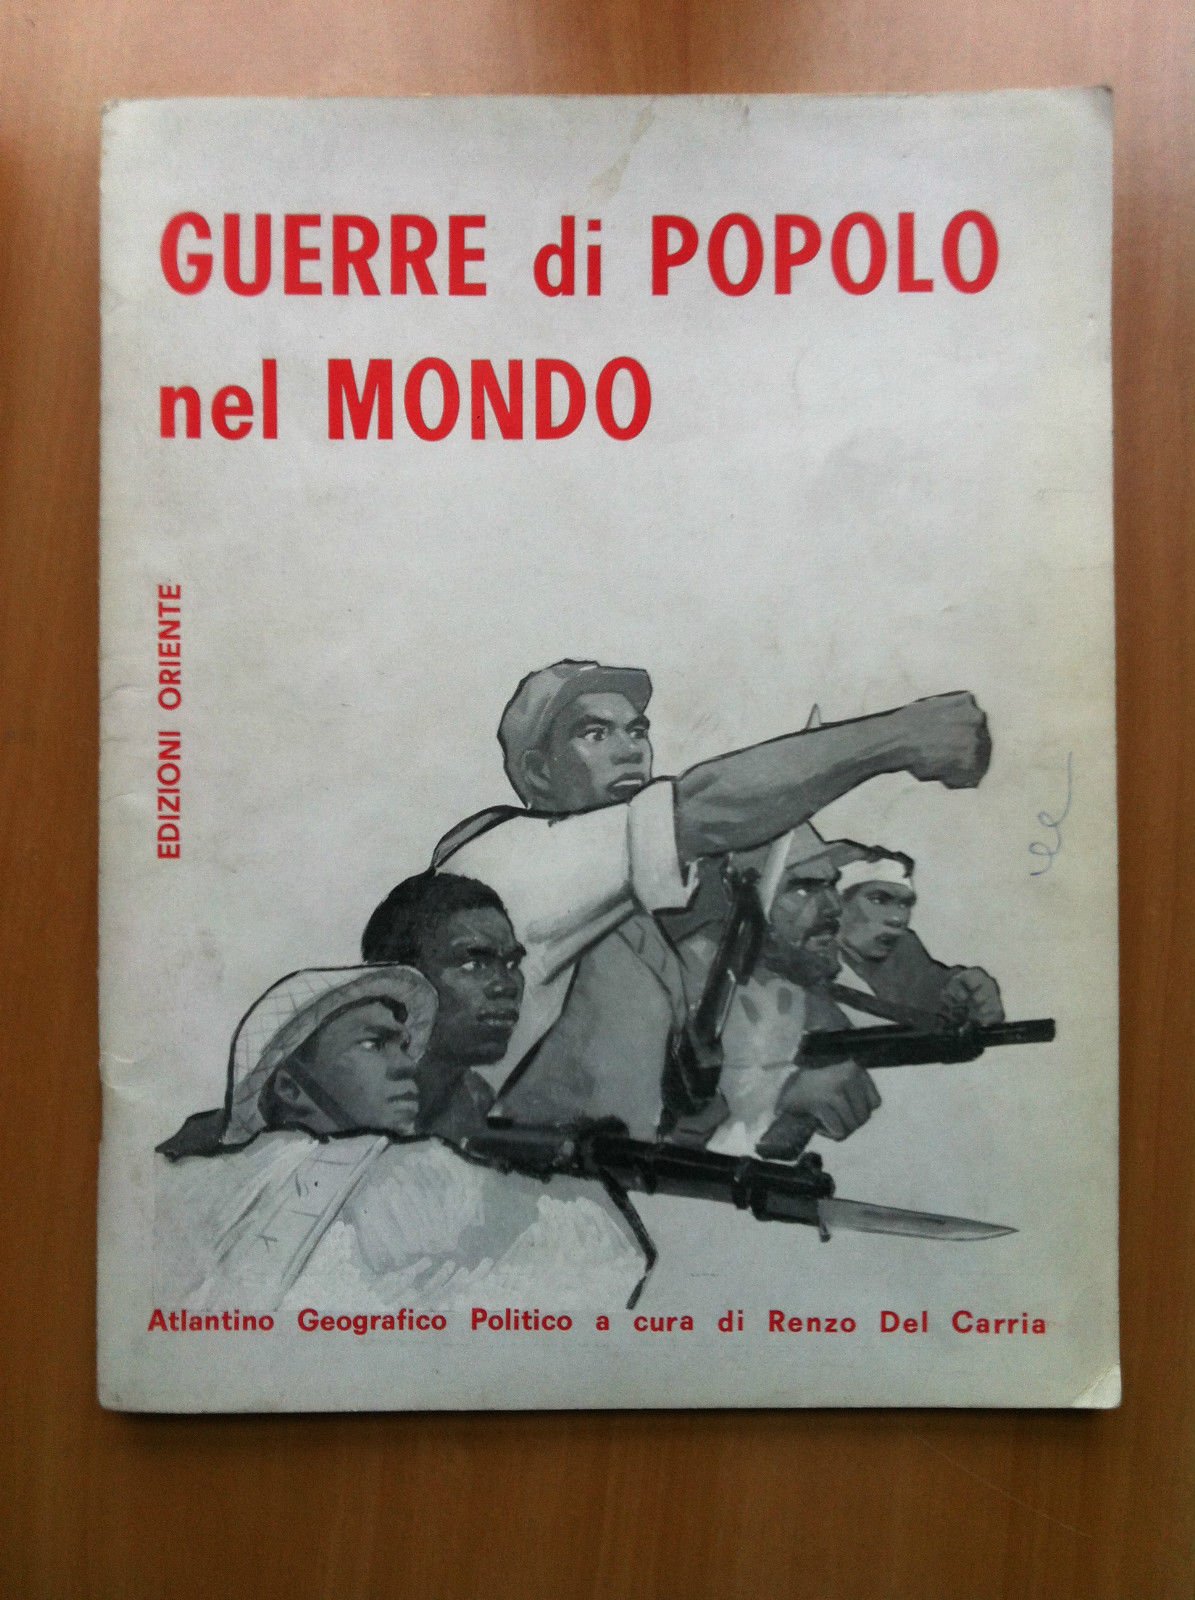 GUERRE di POPOLO
nel MONDO
EDIZIONI ORIENTE
Atlantino Geografico Politico a cura di Renzo Del Carria